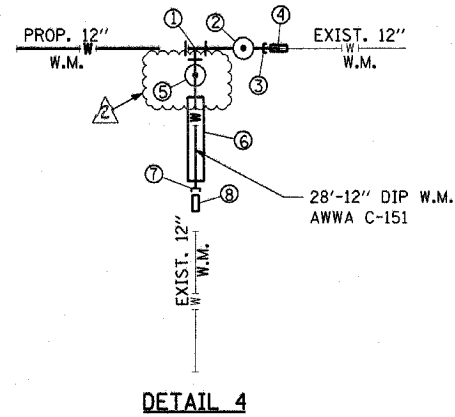 ① ② ④
PROP. 12" EXIST. 12"
W W
W.M. W.M.
③
⑤
2
W ⑥
⑦
⑧
28'-12" DIP W.M.
AWWA C-151
EXIST. 12"
W.M.
W
DETAIL 4